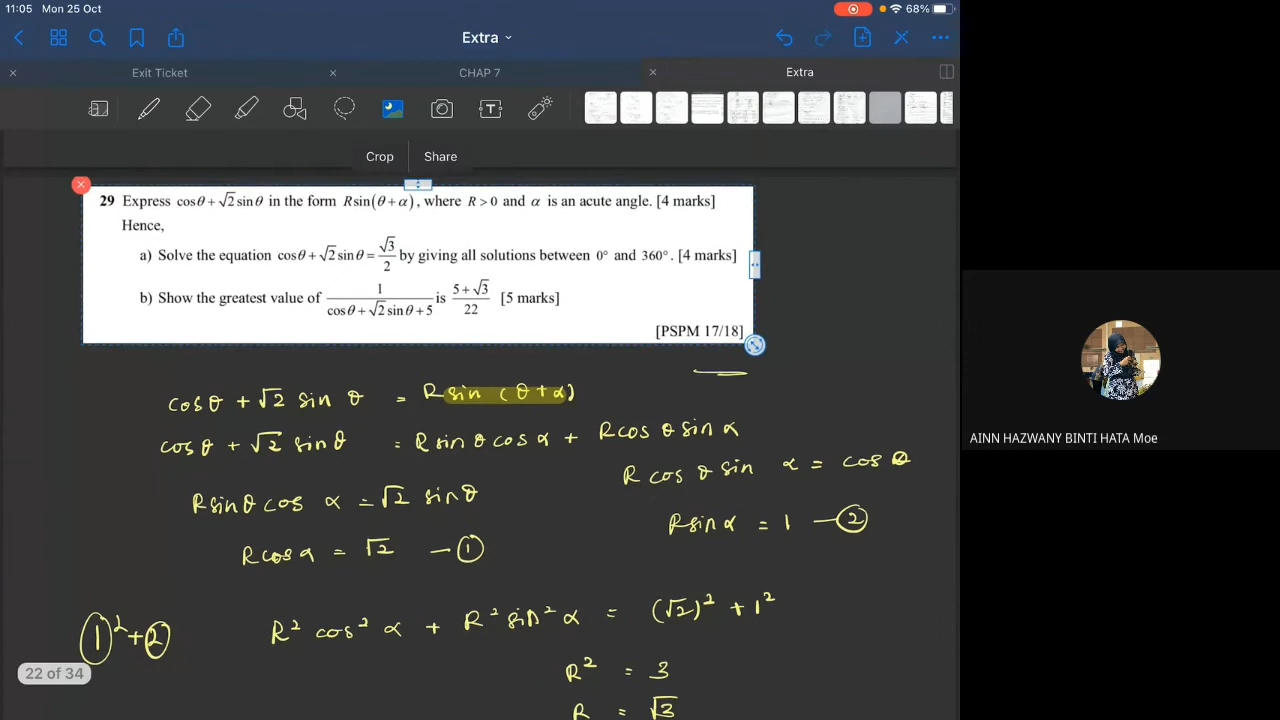 11:05 Mon 25 Oct
68%
Extra
Exit Ticket
CHAP 7
Extra
Crop
Share
29 Express cosθ + √2 sinθ in the form R sin(θ + α), where R > 0 and α is an acute angle. [4 marks]
Hence,
a) Solve the equation cosθ + √2 sinθ = √3/2 by giving all solutions between 0° and 360°. [4 marks]
b) Show the greatest value of 1/(cosθ + √2 sinθ + 5) is (5 + √3)/22 [5 marks]
[PSPM 17/18]
cosθ + √2 sin θ = R sin (θ + α)
cosθ + √2 sinθ = R sin θ cos α + R cos θ sin α
R cos θ sin α = cos θ
R sinθ cos α = √2 sinθ
R sin α = 1 — ②
R cos α = √2 — ①
①² + ②
R² cos² α + R² sin² α = (√2)² + 1²
R² = 3
R = √3
22 of 34
AINN HAZWANY BINTI HATA Moe